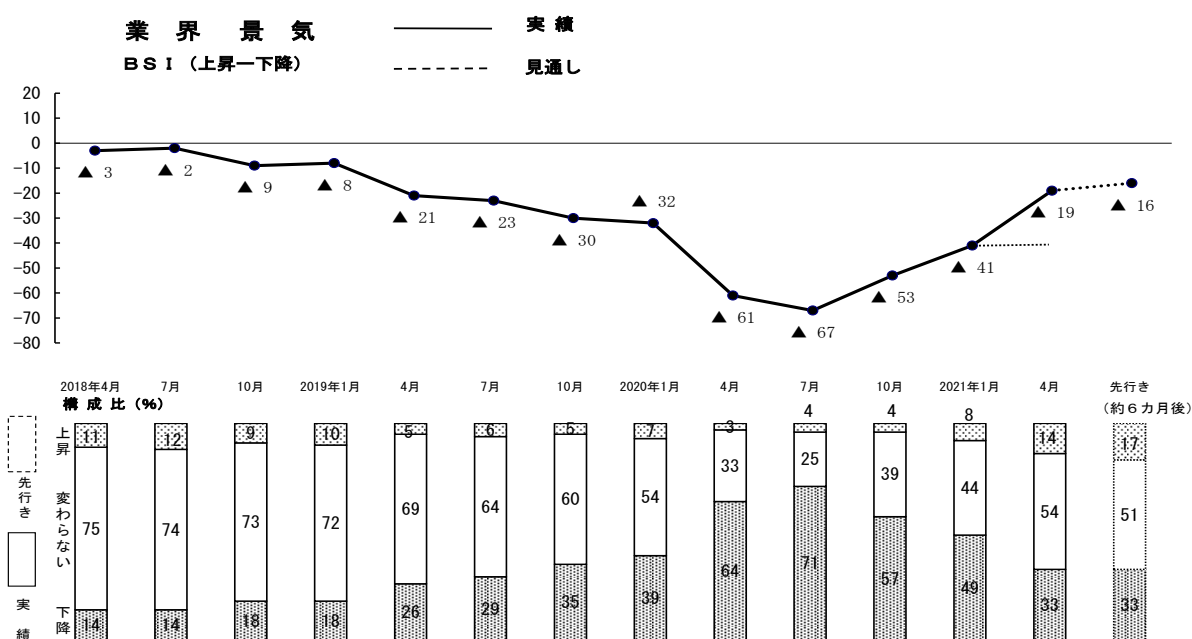 業 界 景 気
実 績
ＢＳＩ（上昇ー下降）
見通し
20
10
0
-10
-20
-30
-40
-50
-60
-70
-80
▲ 3
▲ 2
▲ 9
▲ 8
▲ 21
▲ 23
▲ 30
▲ 32
▲ 61
▲ 67
▲ 53
▲ 41
▲ 19
▲ 16
2018年4月 7月 10月 2019年1月 4月 7月 10月 2020年1月 4月 7月 10月 2021年1月 4月 先行き
（約６カ月後）
構 成 比（%）
上昇
11 12 9 10 5 6 5 7 3 4 4 8 14 17
変わらない
75 74 73 72 69 64 60 54 33 25 39 44 54 51
下降
14 14 18 18 26 29 35 39 64 71 57 49 33 33
先行き
実績